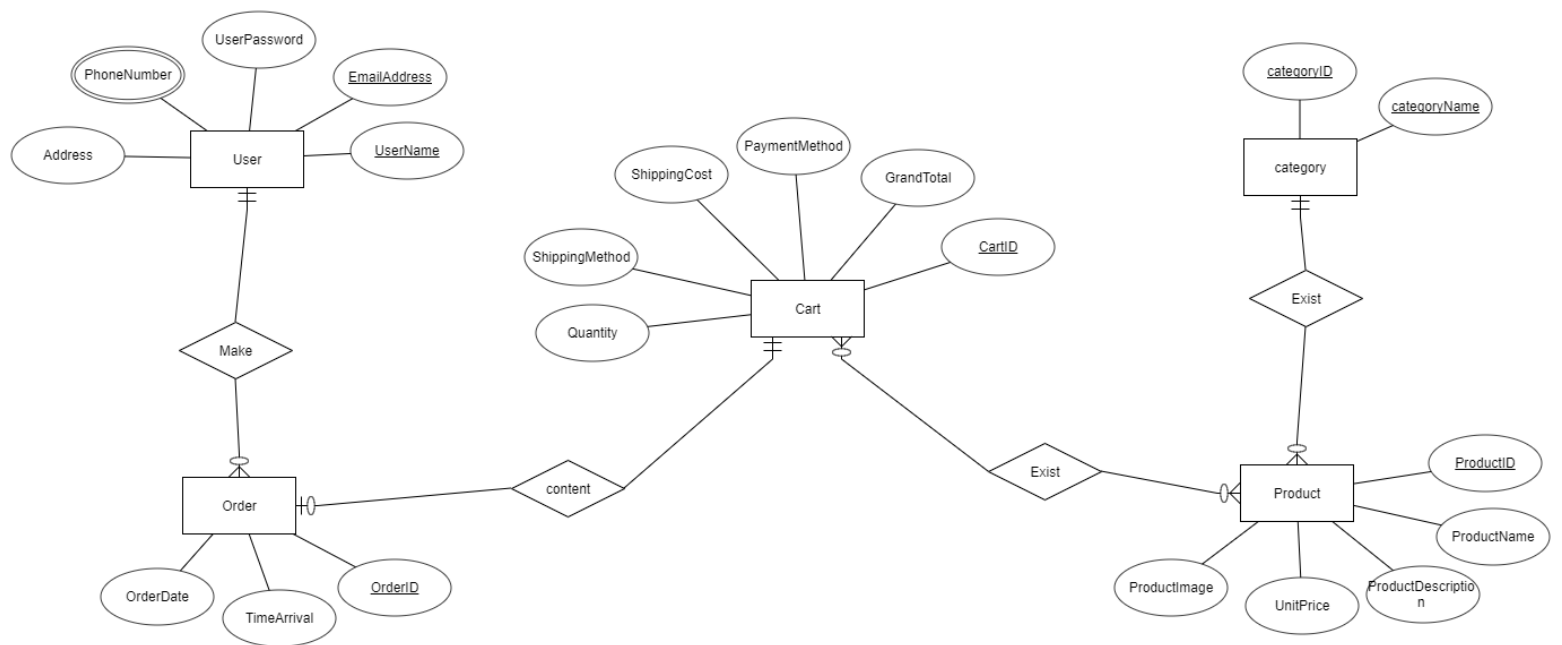 UserPassword
PhoneNumber
EmailAddress
Address
User
UserName
Make
Order
OrderDate
TimeArrival
OrderID
content
PaymentMethod
ShippingCost
GrandTotal
ShippingMethod
CartID
Quantity
Cart
Exist
categoryID
categoryName
category
Exist
Product
ProductID
ProductName
ProductImage
UnitPrice
ProductDescriptio
n